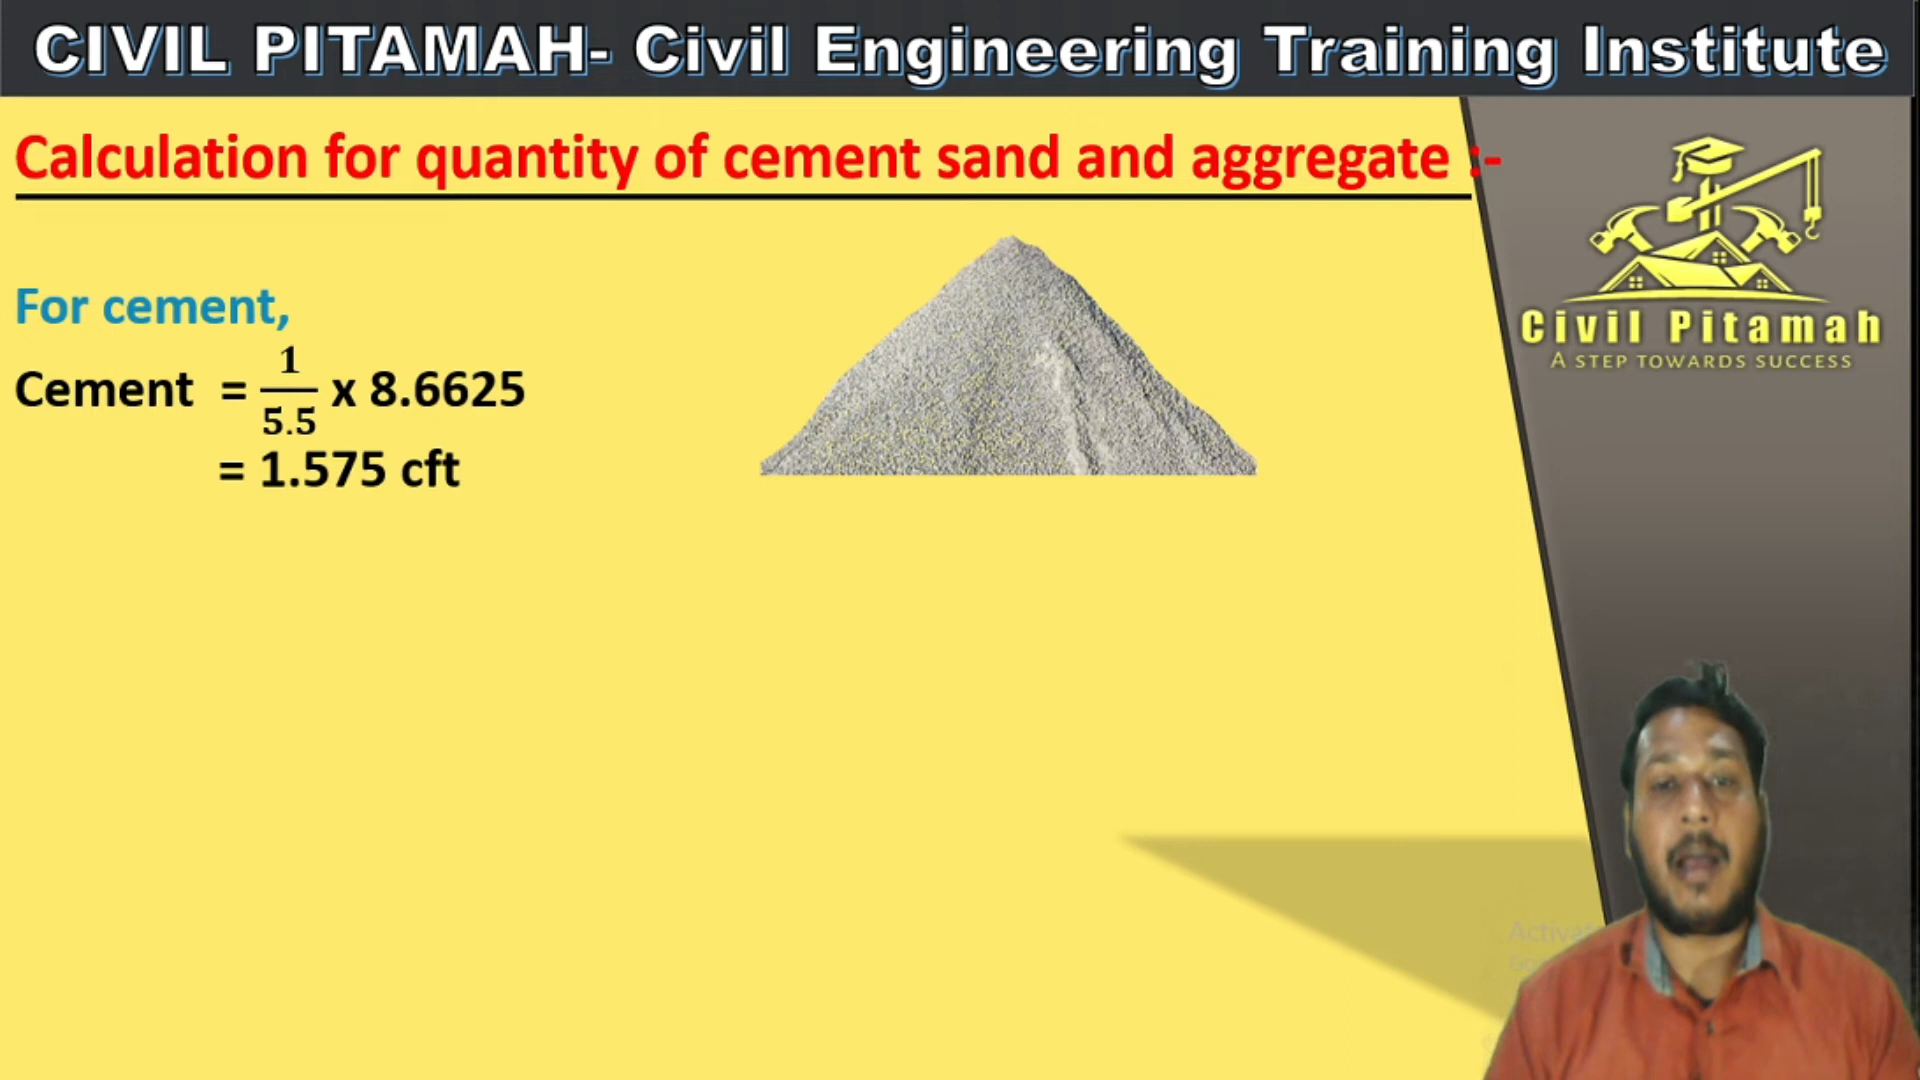 CIVIL PITAMAH- Civil Engineering Training Institute
Calculation for quantity of cement sand and aggregate :-
Civil Pitamah
A STEP TOWARDS SUCCESS
For cement,
Cement = 1/5.5 x 8.6625
= 1.575 cft